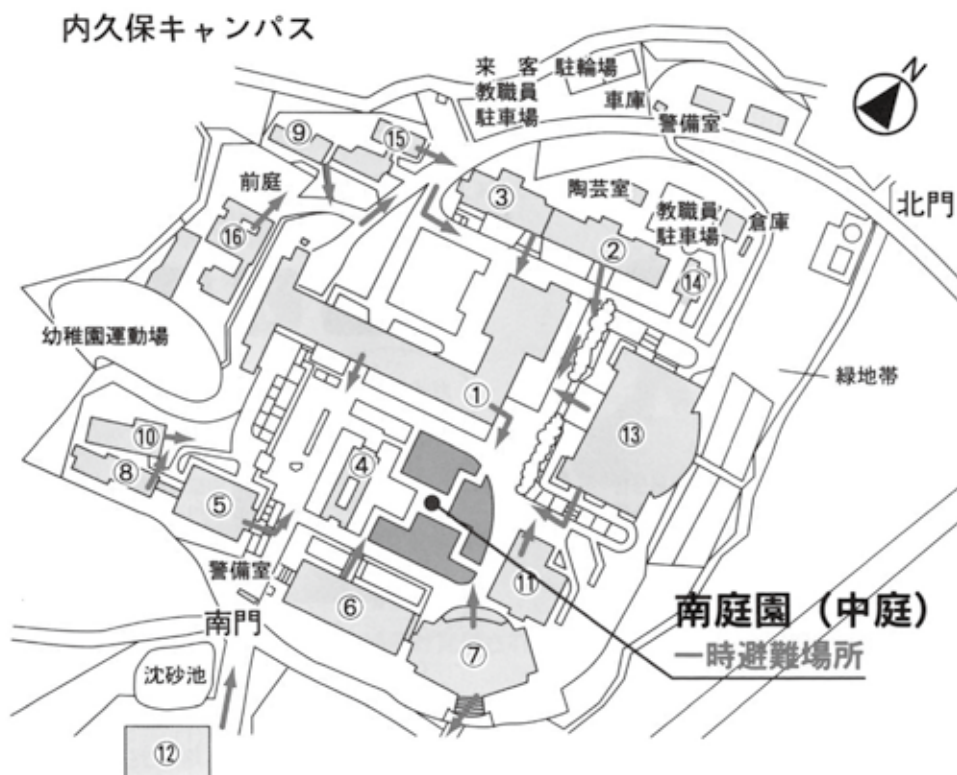 内久保キャンパス
N
来客
教職員
駐車場
駐輪場
車庫
警備室
北門
⑨
⑮
前庭
⑯
③
陶芸室
②
教職員
駐車場
倉庫
⑭
幼稚園運動場
緑地帯
①
⑬
⑩
⑧
⑤
④
警備室
南門
⑥
⑪
⑦
南庭園（中庭）
一時避難場所
沈砂池
⑫